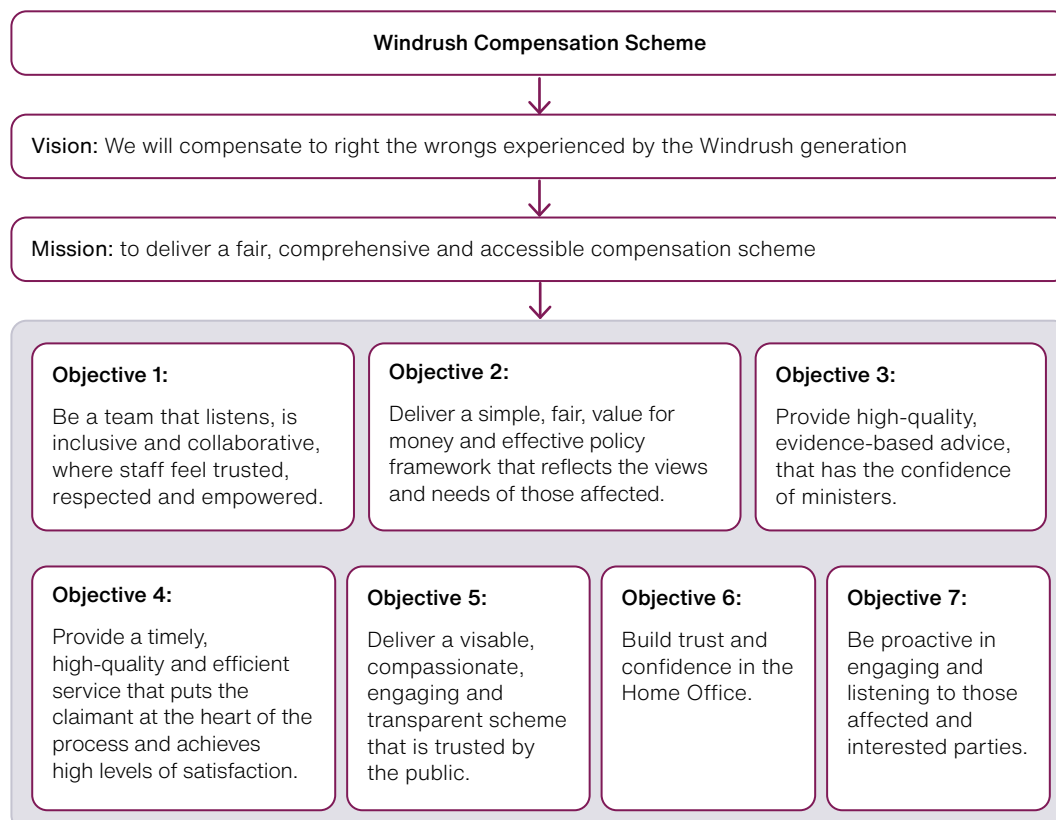 Windrush Compensation Scheme
Vision: We will compensate to right the wrongs experienced by the Windrush generation
Mission: to deliver a fair, comprehensive and accessible compensation scheme
Objective 1:
Be a team that listens, is
inclusive and collaborative,
where staff feel trusted,
respected and empowered.
Objective 2:
Deliver a simple, fair, value for
money and effective policy
framework that reflects the views
and needs of those affected.
Objective 3:
Provide high-quality,
evidence-based advice,
that has the confidence
of ministers.
Objective 4:
Provide a timely,
high-quality and efficient
service that puts the
claimant at the heart of the
process and achieves
high levels of satisfaction.
Objective 5:
Deliver a visable,
compassionate,
engaging and
transparent scheme
that is trusted by
the public.
Objective 6:
Build trust and
confidence in the
Home Office.
Objective 7:
Be proactive in
engaging and
listening to those
affected and
interested parties.